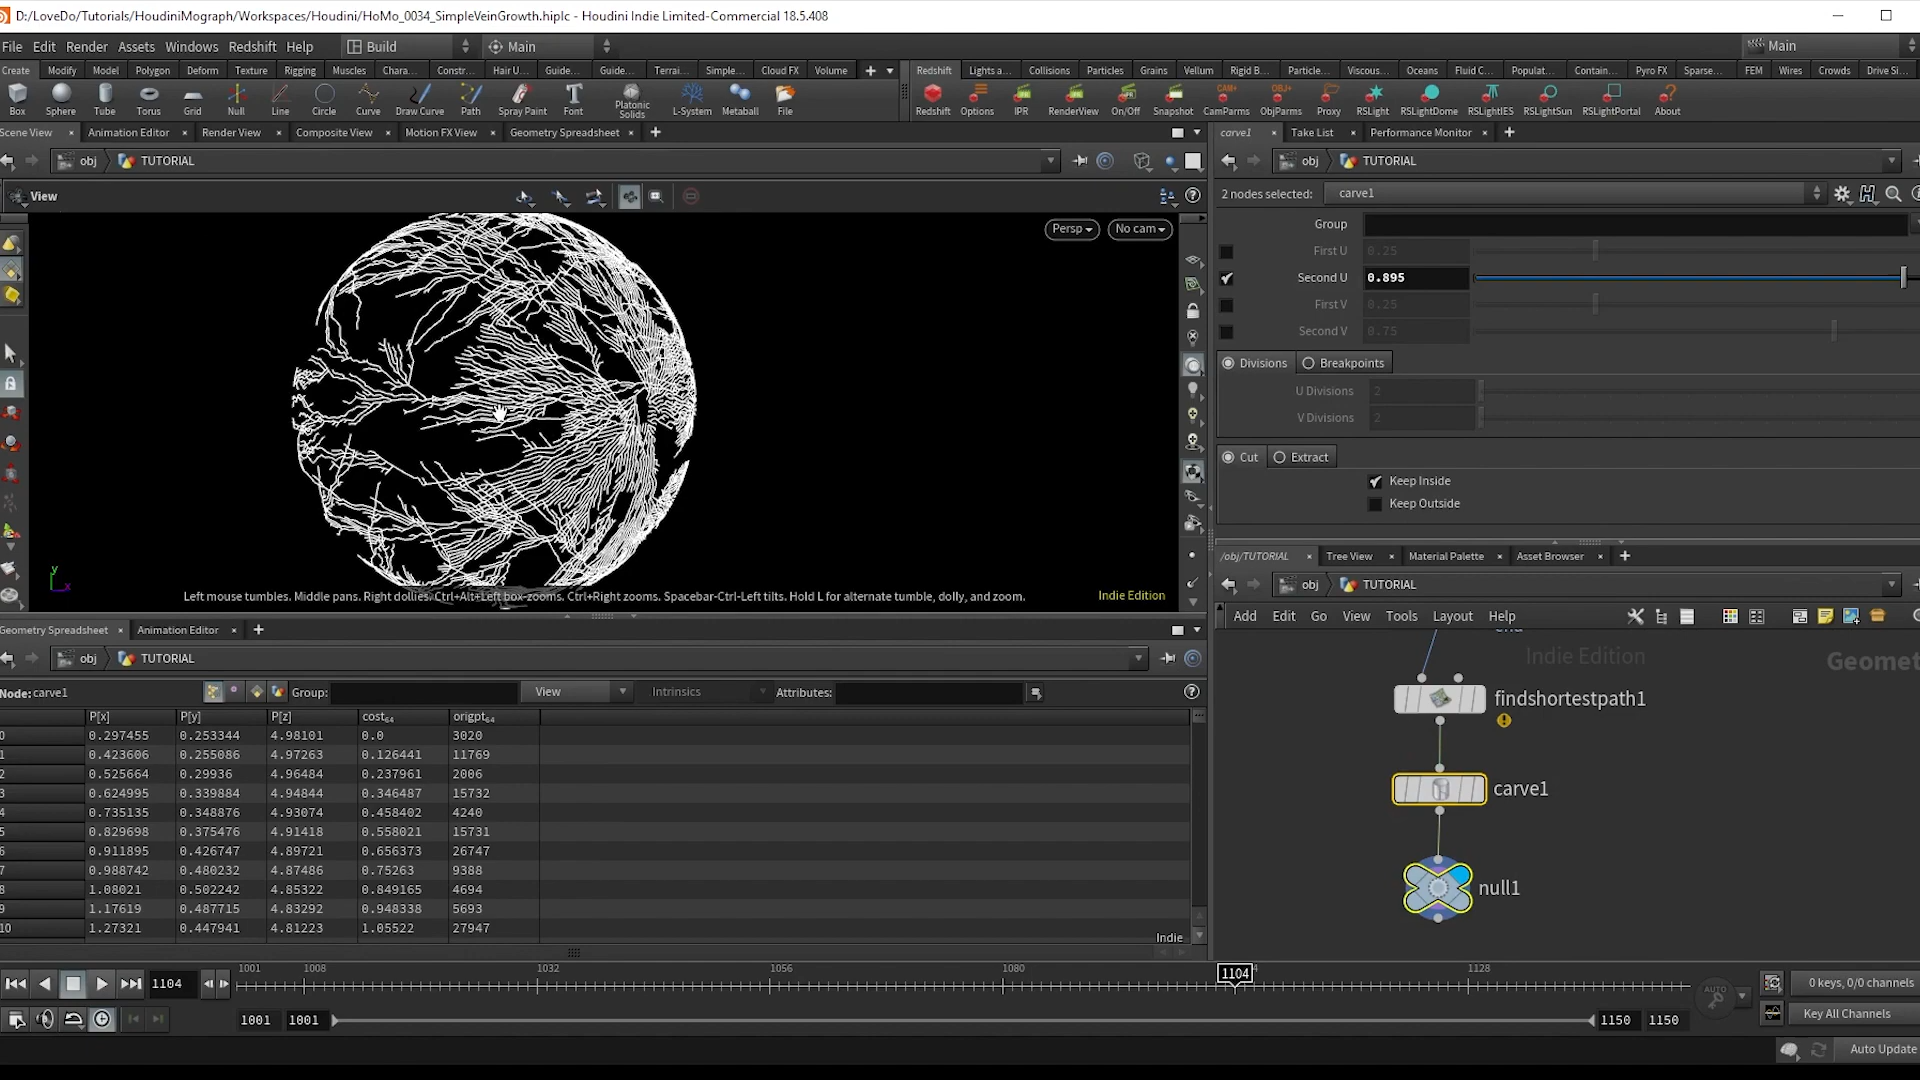 D:/LoveDo/Tutorials/HoudiniMograph/Workspaces/Houdini/HoMo_0034_SimpleVeinGrowth.hiplc - Houdini Indie Limited-Commercial 18.5.408
File Edit Render Assets Windows Redshift Help Build Main Main
Create Modify Model Polygon Deform Texture Rigging Muscles Chara... Constr... Hair U... Guide... Guide... Terrai... Simple... Cloud FX Volume Redshift Lights a... Collisions Particles Grains Vellum Rigid B... Particle... Viscous... Oceans Fluid C... Populat... Contain... Pyro FX Sparse... FEM Wires Crowds Drive Si...
Box Sphere Tube Torus Grid Null Line Circle Curve Draw Curve Path Spray Paint Font Platonic Solids L-System Metaball File Redshift Options IPR RenderView On/Off Snapshot CamParms ObjParms Proxy RSLight RSLightDome RSLightIES RSLightSun RSLightPortal About
Scene View Animation Editor Render View Composite View Motion FX View Geometry Spreadsheet carve1 Take List Performance Monitor
obj TUTORIAL obj TUTORIAL
View 2 nodes selected: carve1
Persp No cam
Group
First U 0.25
Second U 0.895
First V 0.25
Second V 0.75
Divisions Breakpoints
U Divisions 2
V Divisions 2
Cut Extract
Keep Inside
Keep Outside
y x
Left mouse tumbles. Middle pans. Right dollies. Ctrl+Alt+Left box-zooms. Ctrl+Right zooms. Spacebar-Ctrl-Left tilts. Hold L for alternate tumble, dolly, and zoom. Indie Edition
/obj/TUTORIAL Tree View Material Palette Asset Browser
obj TUTORIAL
Add Edit Go View Tools Layout Help
Indie Edition Geomet
findshortestpath1
carve1
null1
Geometry Spreadsheet Animation Editor
obj TUTORIAL
Node: carve1 Group: View Intrinsics Attributes:
P[x] P[y] P[z] cost64 origpt64
0 0.297455 0.253344 4.98101 0.0 3020
1 0.423606 0.255086 4.97263 0.126441 11769
2 0.525664 0.29936 4.96484 0.237961 2006
3 0.624995 0.339884 4.94844 0.346487 15732
4 0.735135 0.348876 4.93074 0.458402 4240
5 0.829698 0.375476 4.91418 0.558021 15731
6 0.911895 0.426747 4.89721 0.656373 26747
7 0.988742 0.480232 4.87486 0.75263 9388
8 1.08021 0.502242 4.85322 0.849165 4694
9 1.17619 0.487715 4.83292 0.948338 5693
10 1.27321 0.447941 4.81223 1.05522 27947
Indie
1104 1001 1008 1032 1056 1080 1104 1128 AUTO 0 keys, 0/0 channels
1001 1001 1150 1150 Key All Channels
Auto Update